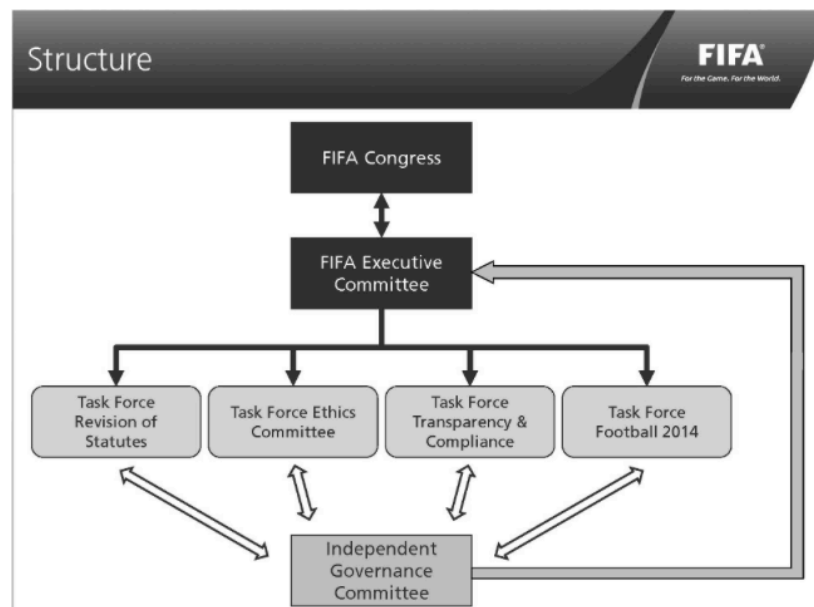 Structure
FIFA®
For the Game. For the World.
FIFA Congress
FIFA Executive
Committee
Task Force
Revision of
Statutes
Task Force Ethics
Committee
Task Force
Transparency &
Compliance
Task Force
Football 2014
Independent
Governance
Committee